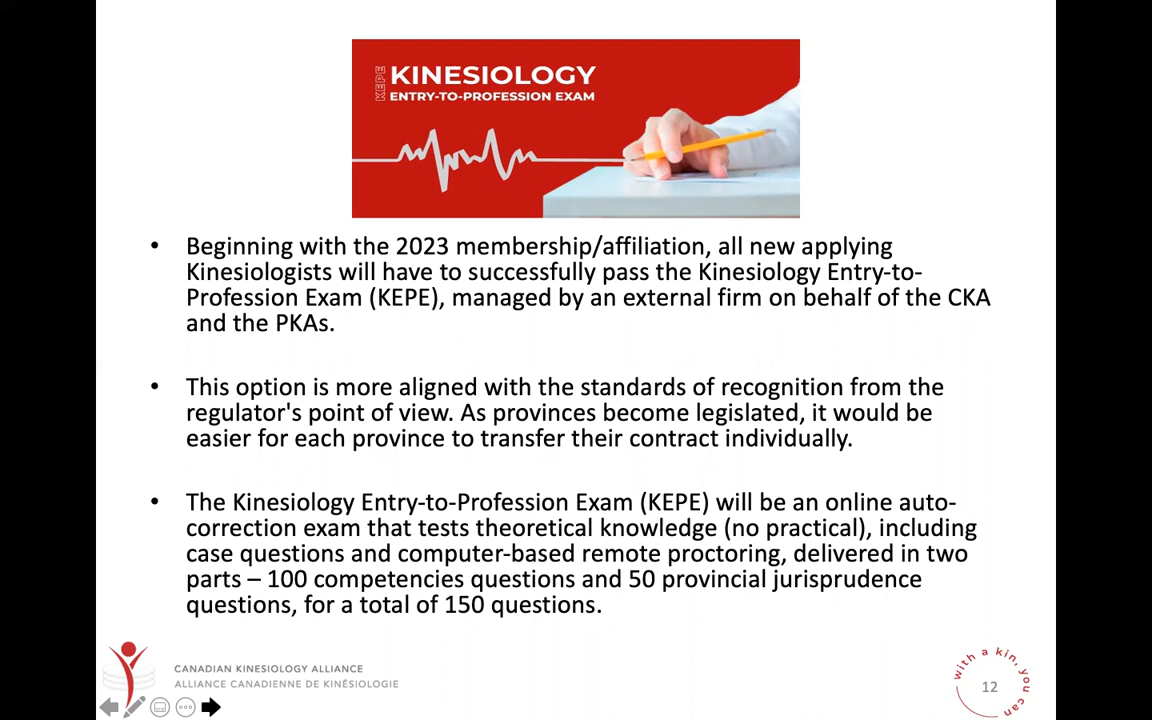 KEPE
KINESIOLOGY
ENTRY-TO-PROFESSION EXAM
• Beginning with the 2023 membership/affiliation, all new applying
Kinesiologists will have to successfully pass the Kinesiology Entry-to-
Profession Exam (KEPE), managed by an external firm on behalf of the CKA
and the PKAs.
• This option is more aligned with the standards of recognition from the
regulator's point of view. As provinces become legislated, it would be
easier for each province to transfer their contract individually.
• The Kinesiology Entry-to-Profession Exam (KEPE) will be an online auto-
correction exam that tests theoretical knowledge (no practical), including
case questions and computer-based remote proctoring, delivered in two
parts – 100 competencies questions and 50 provincial jurisprudence
questions, for a total of 150 questions.
CANADIAN KINESIOLOGY ALLIANCE
ALLIANCE CANADIENNE DE KINÉSIOLOGIE
with a kin, you can
12